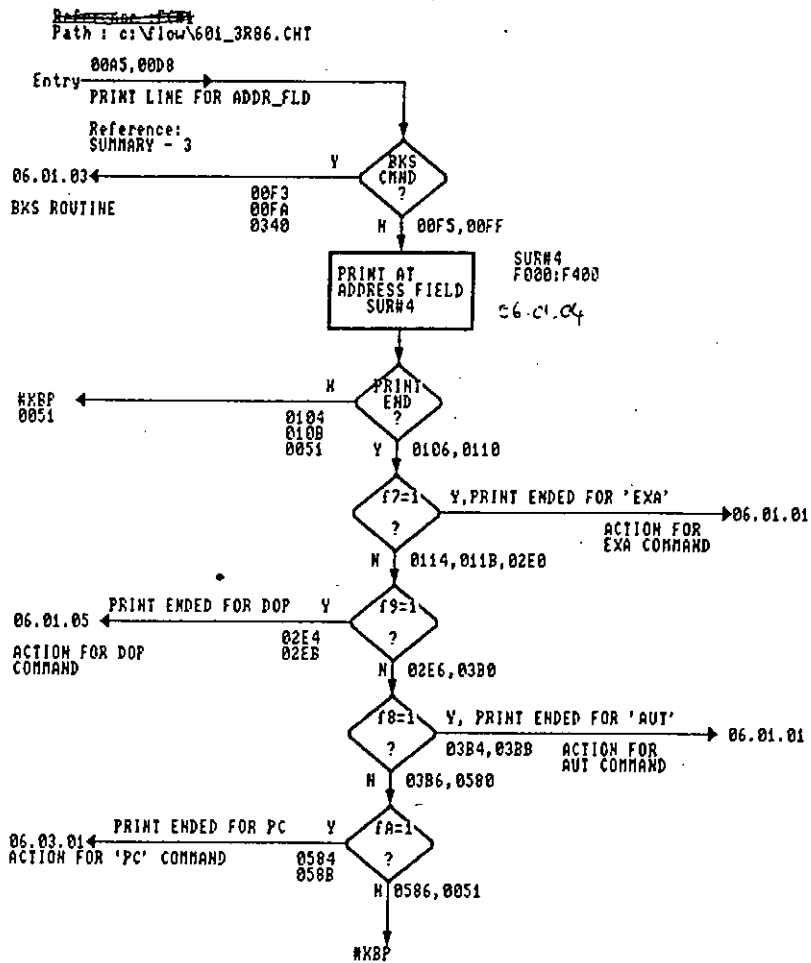 Path : c:\flow\601_3R86.CHT
00A5,00D8
Entry
PRINT LINE FOR ADDR_FLD
Reference:
SUMMARY - 3
BKS
CMND
?
Y
06.01.03
BKS ROUTINE
00F3
00FA
0340
N 00F5,00FF
PRINT AT
ADDRESS FIELD
SUR#4
SUR#4
F000:F400
06.01.04
PRINT
END
?
N
#XBP
0051
0104
010B
0051
Y 0106,0110
f7=1
?
Y,PRINT ENDED FOR 'EXA'
06.01.01
ACTION FOR
EXA COMMAND
N 0114,011B,02E0
f9=1
?
PRINT ENDED FOR DOP Y
06.01.05
02E4
02EB
ACTION FOR DOP
COMMAND
N 02E6,03B0
f8=1
?
Y, PRINT ENDED FOR 'AUT'
06.01.01
03B4,03BB
ACTION FOR
AUT COMMAND
N 03B6,0580
fA=1
?
PRINT ENDED FOR PC Y
06.03.01
ACTION FOR 'PC' COMMAND
0584
058B
N 0586,0051
#XBP